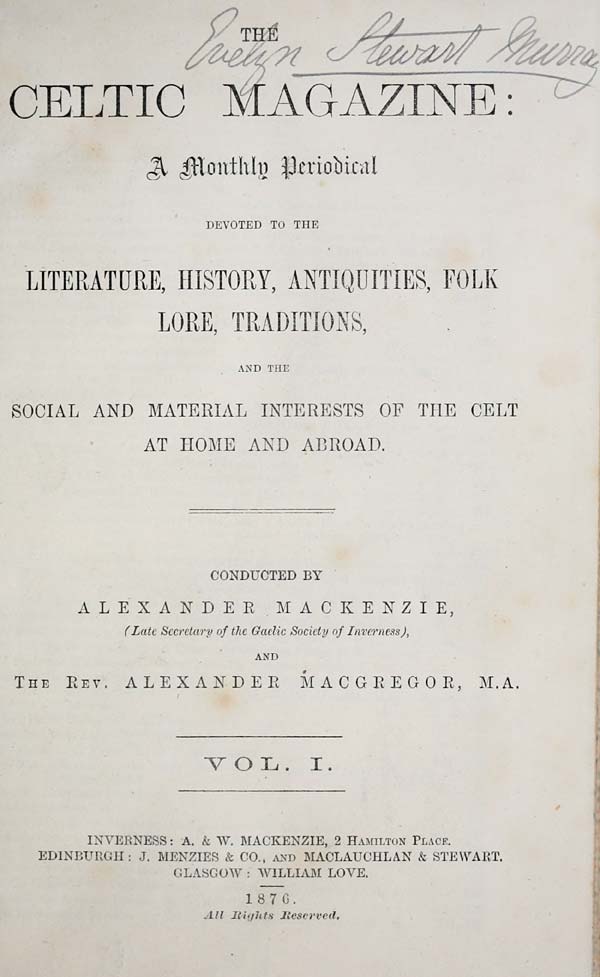 Evelyn Stewart Murray
THE
CELTIC MAGAZINE:
A Monthly Periodical
DEVOTED TO THE
LITERATURE, HISTORY, ANTIQUITIES, FOLK
LORE, TRADITIONS,
AND THE
SOCIAL AND MATERIAL INTERESTS OF THE CELT
AT HOME AND ABROAD.
CONDUCTED BY
ALEXANDER MACKENZIE,
(Late Secretary of the Gaelic Society of Inverness),
AND
THE REV. ALEXANDER MACGREGOR, M.A.
VOL. I.
INVERNESS: A. & W. MACKENZIE, 2 HAMILTON PLACE.
EDINBURGH: J. MENZIES & CO., AND MACLAUCHLAN & STEWART.
GLASGOW: WILLIAM LOVE.
1876.
All Rights Reserved.